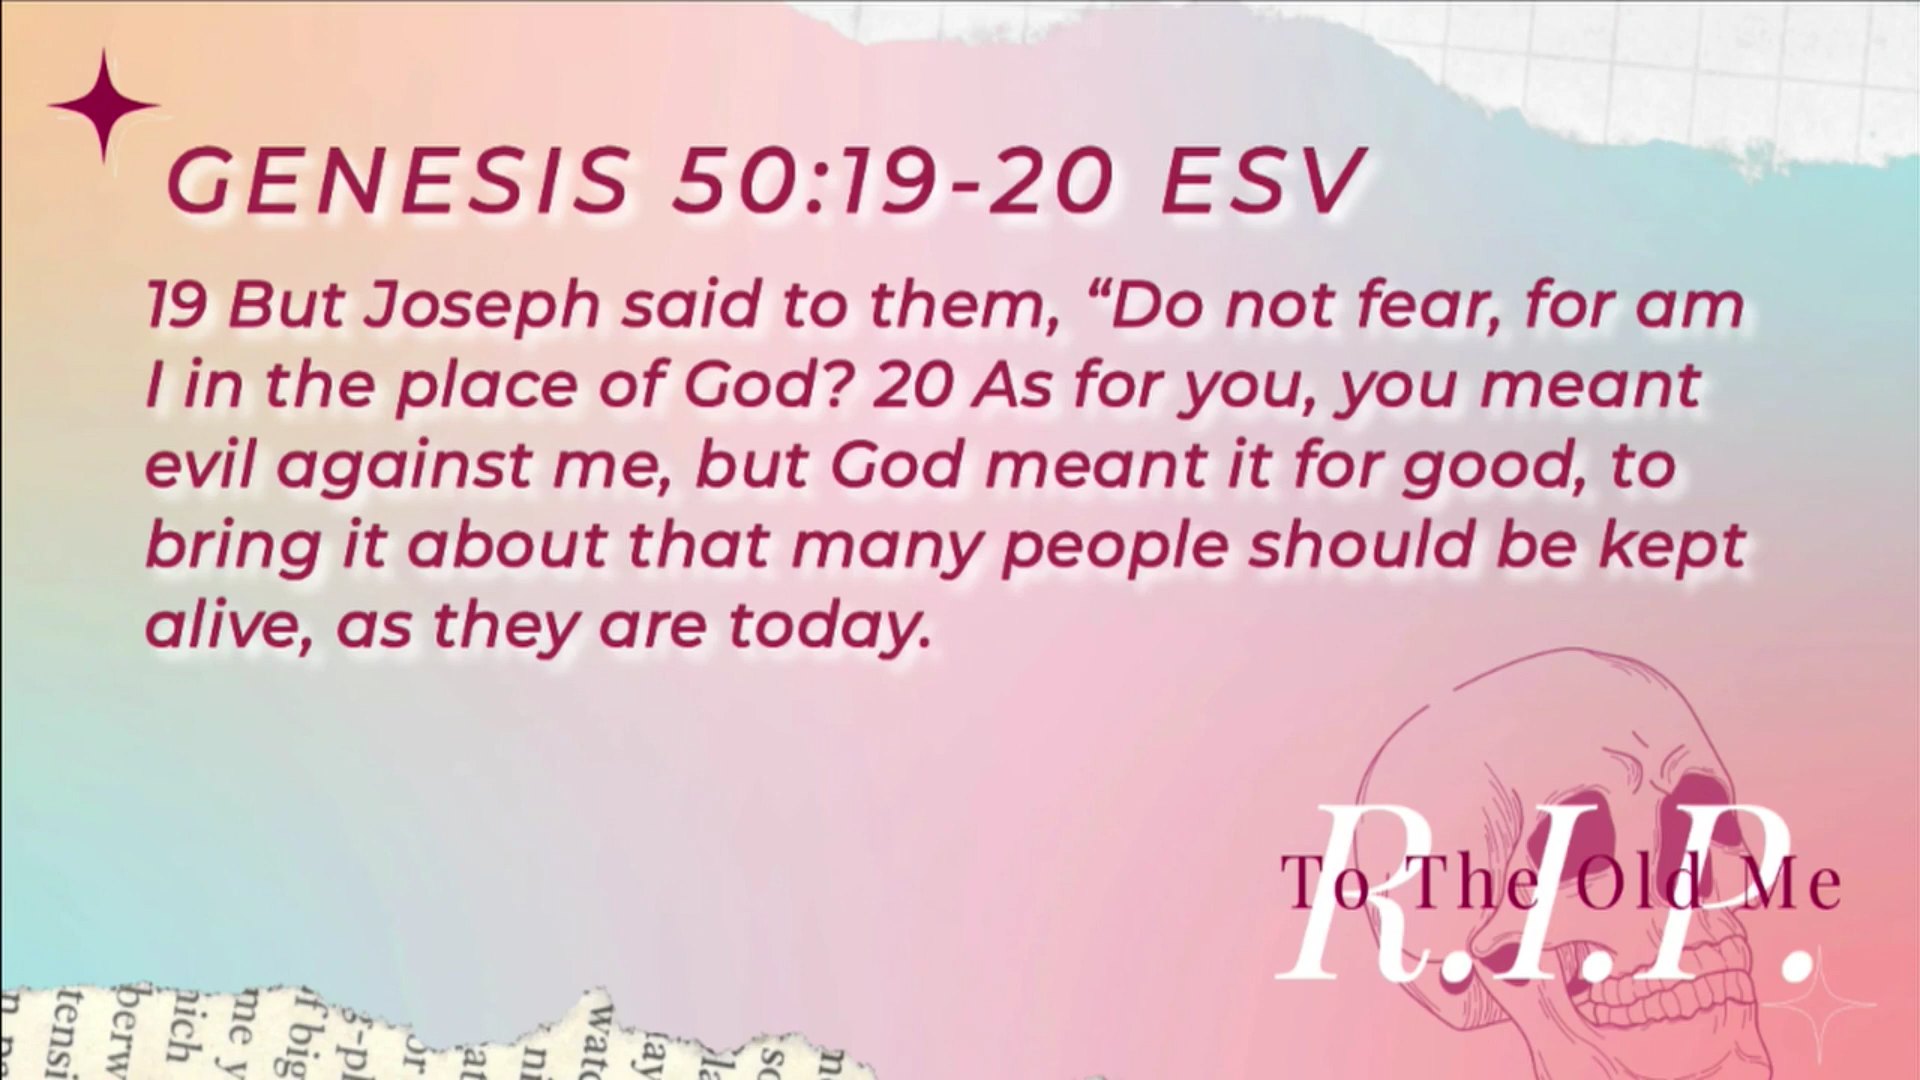 GENESIS 50:19-20 ESV
19 But Joseph said to them, “Do not fear, for am
I in the place of God? 20 As for you, you meant
evil against me, but God meant it for good, to
bring it about that many people should be kept
alive, as they are today.
R.I.P.
To The Old Me